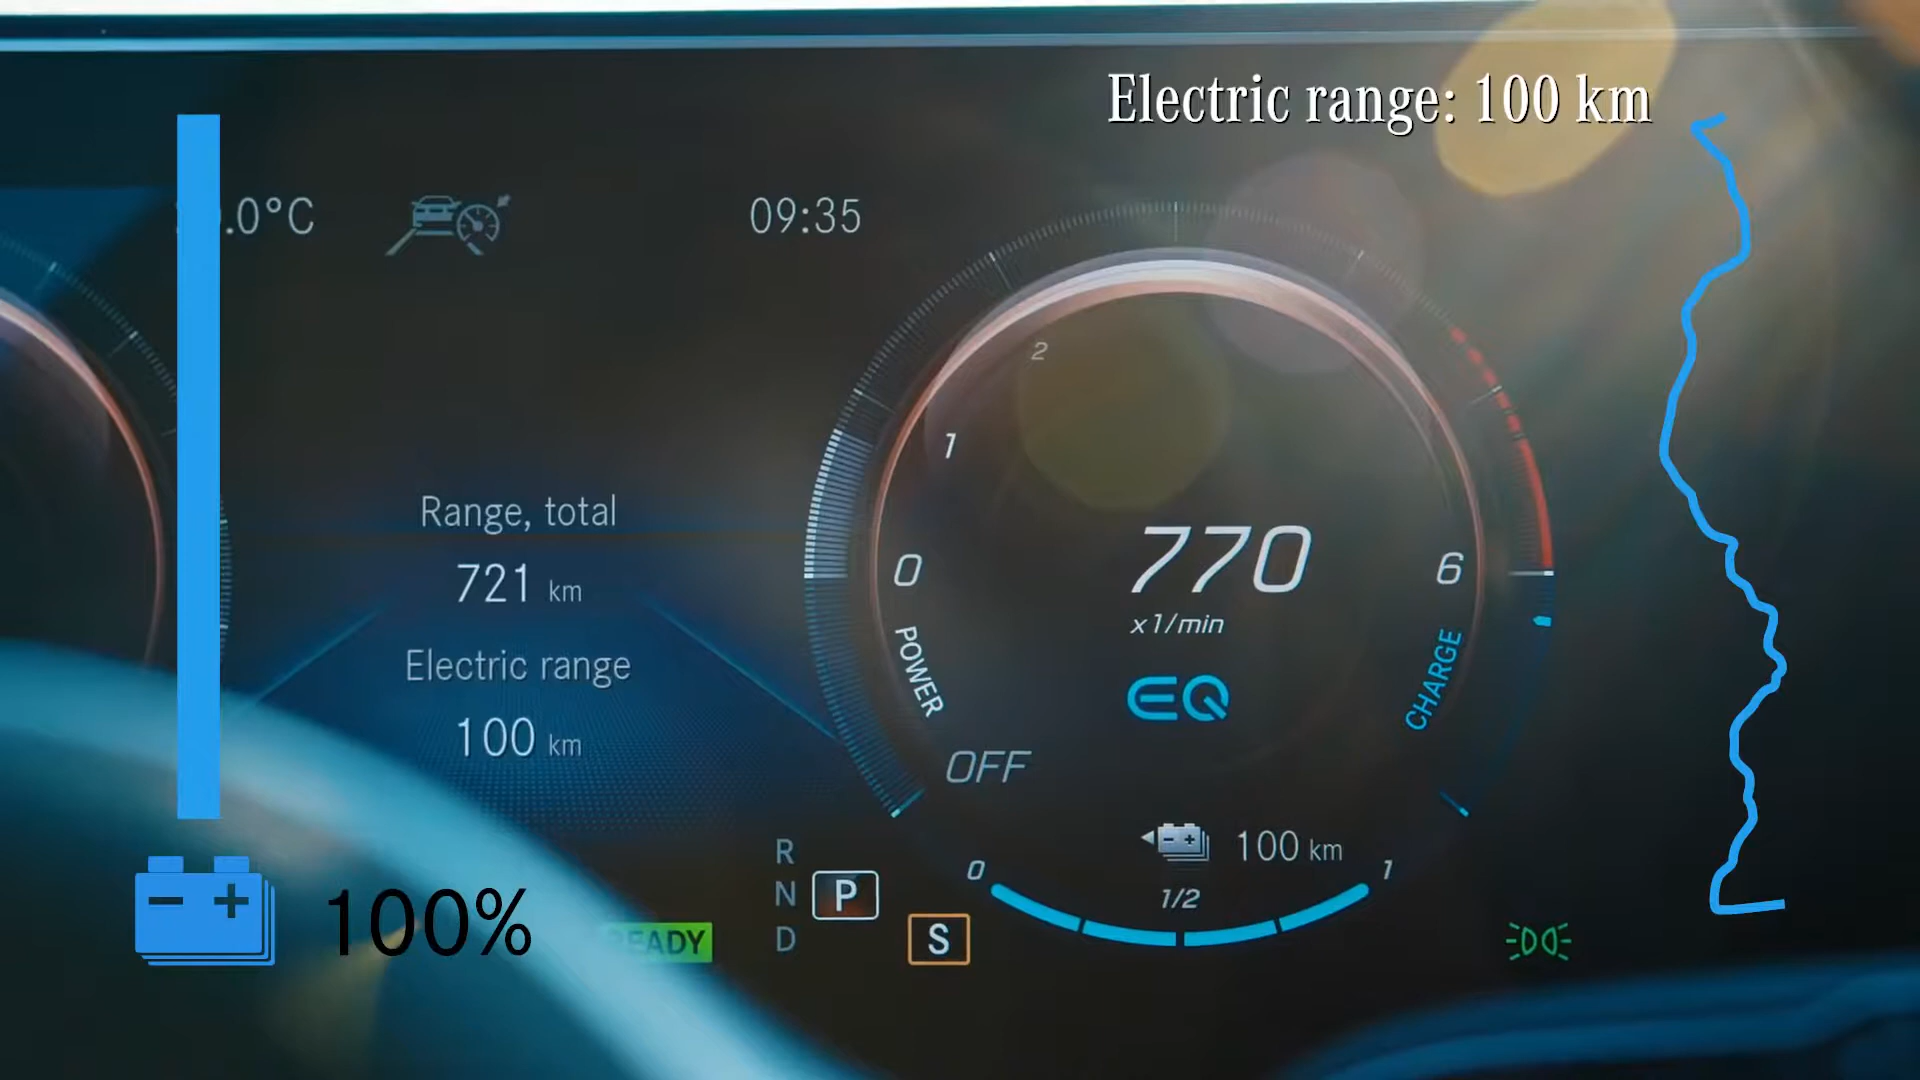 Electric range: 100 km
.0°C
09:35
2
1
Range, total
721 km
770
0
6
x1/min
POWER
CHARGE
Electric range
100 km
EQ
OFF
R
N
D
P
S
100 km
0
1
1/2
100%
READY